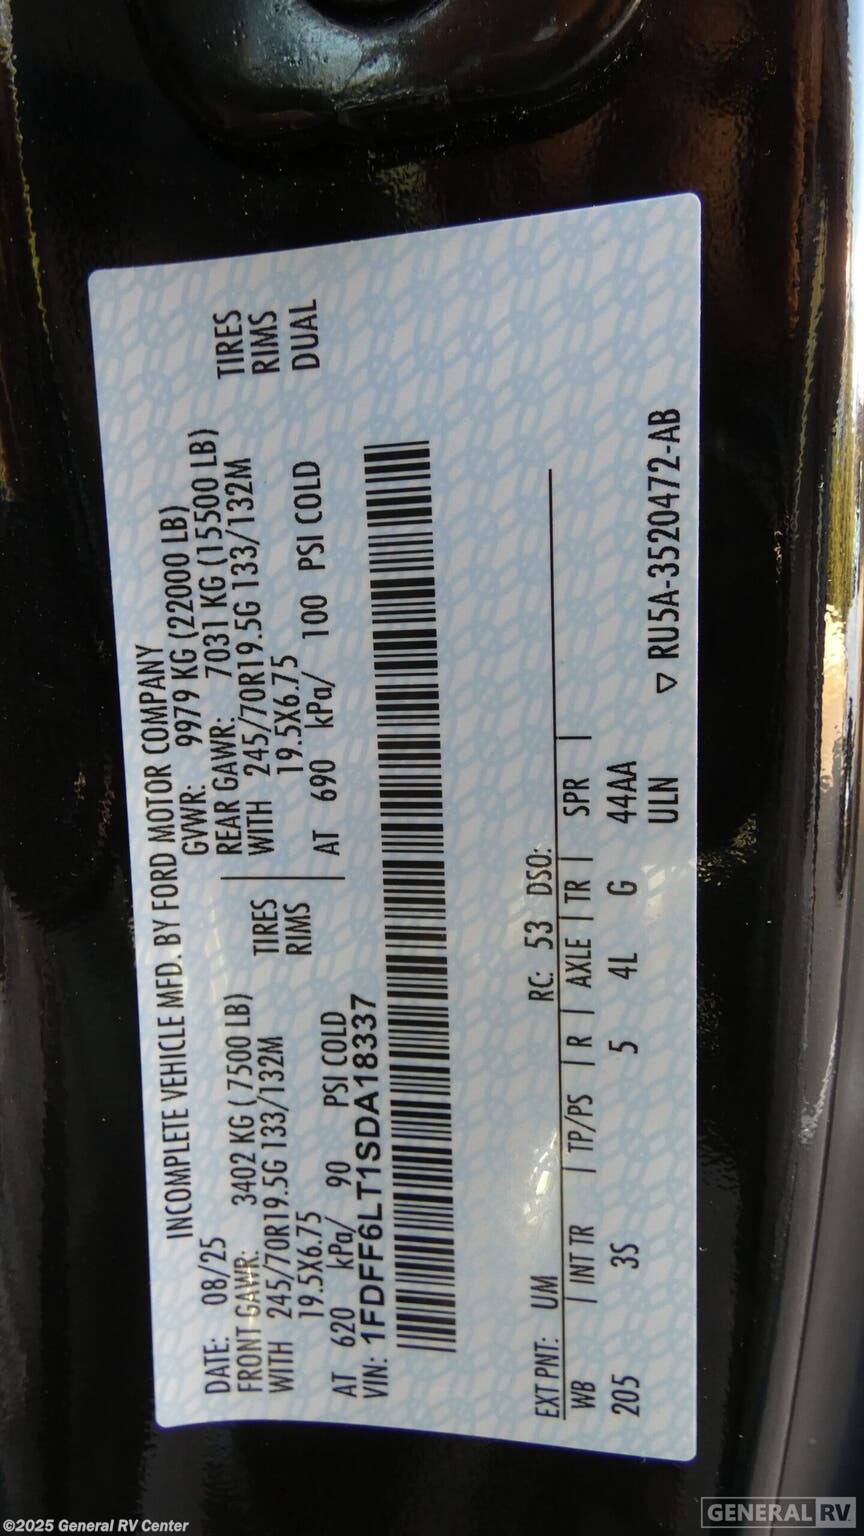 INCOMPLETE VEHICLE MFD. BY FORD MOTOR COMPANY
DATE: 08/25 GVWR: 9979 KG (22000 LB)
FRONT GAWR: 3402 KG ( 7500 LB) REAR GAWR: 7031 KG (15500 LB)
WITH 245/70R19.5G 133/132M TIRES WITH 245/70R19.5G 133/132M TIRES
19.5X6.75 RIMS 19.5X6.75 RIMS
AT 620 kPa/ 90 PSI COLD AT 690 kPa/ 100 PSI COLD DUAL
VIN: 1FDFF6LT1SDA18337
EXT PNT: UM RC: 53 DSO:
WB | INT TR | TP/PS | R | AXLE | TR | SPR |
205 3S 5 4L G 44AA
ULN
▽ RU5A-3520472-AB
©2025 General RV Center
GENERAL RV